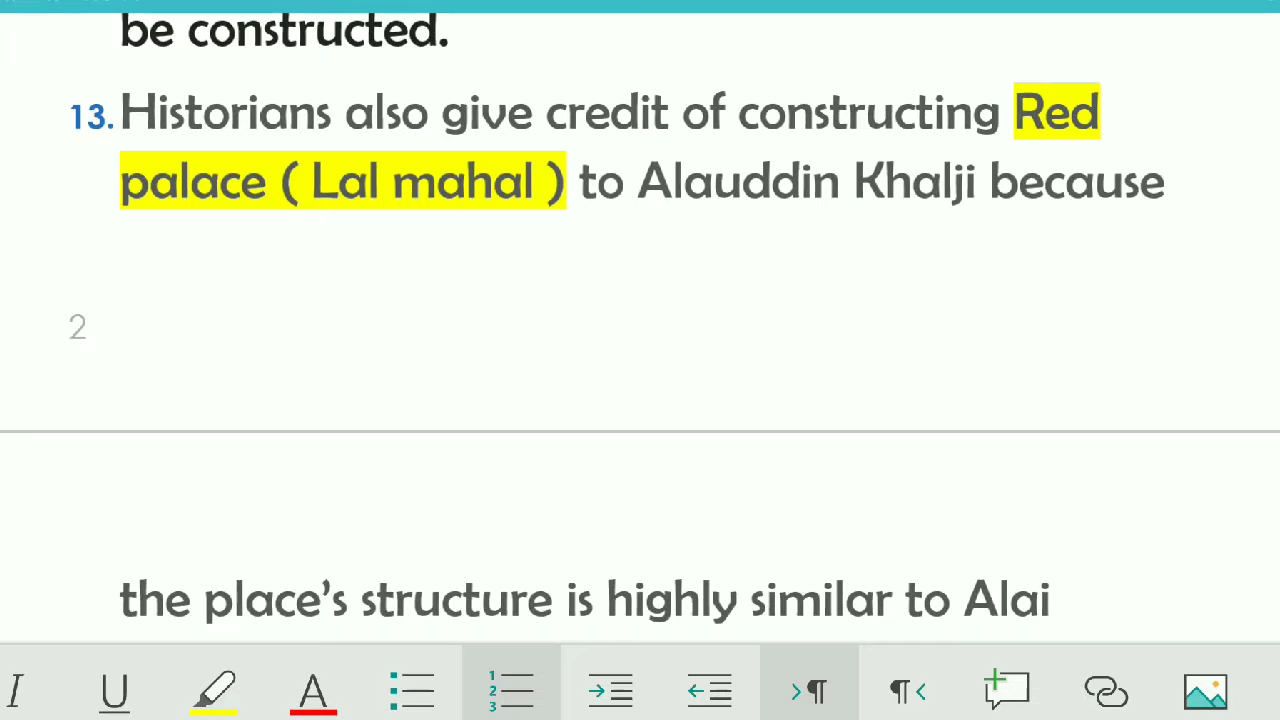 be constructed.
13. Historians also give credit of constructing Red
palace ( Lal mahal ) to Alauddin Khalji because
2
the place's structure is highly similar to Alai